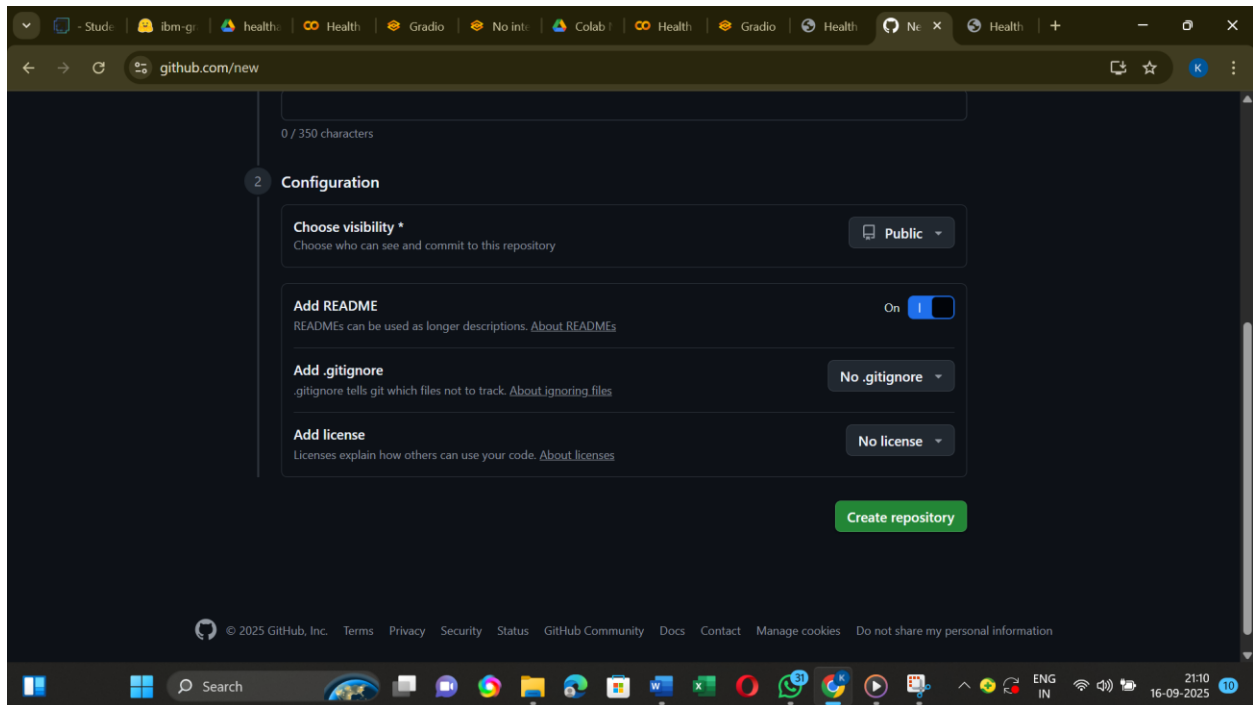 - Stude
ibm-gr
healtha
Health
Gradio
No inte
Colab
Health
Gradio
Health
Ne
Health
github.com/new
K
0 / 350 characters
2
Configuration
Choose visibility *
Choose who can see and commit to this repository
Public
Add README
READMEs can be used as longer descriptions. About READMEs
On
Add .gitignore
.gitignore tells git which files not to track. About ignoring files
No .gitignore
Add license
Licenses explain how others can use your code. About licenses
No license
Create repository
© 2025 GitHub, Inc. Terms Privacy Security Status GitHub Community Docs Contact Manage cookies Do not share my personal information
Search
31
K
ENG
IN
21:10
16-09-2025
10